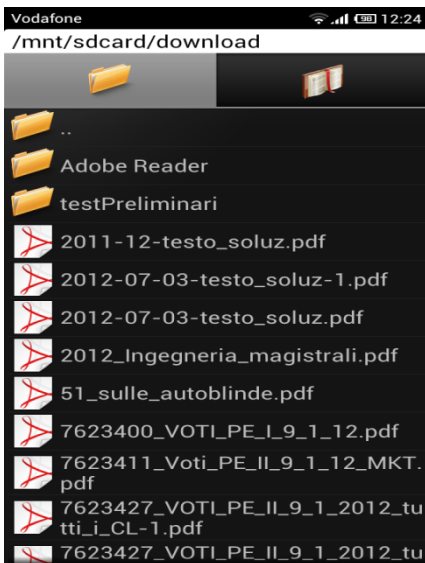 Vodafone 98 12:24
/mnt/sdcard/download
..
Adobe Reader
testPreliminari
2011-12-testo_soluz.pdf
2012-07-03-testo_soluz-1.pdf
2012-07-03-testo_soluz.pdf
2012_Ingegneria_magistrali.pdf
51_sulle_autoblinde.pdf
7623400_VOTI_PE_I_9_1_12.pdf
7623411_Voti_PE_II_9_1_12_MKT.
pdf
7623427_VOTI_PE_II_9_1_2012_tu
tti_i_CL-1.pdf
7623427_VOTI_PE_II_9_1_2012_tu